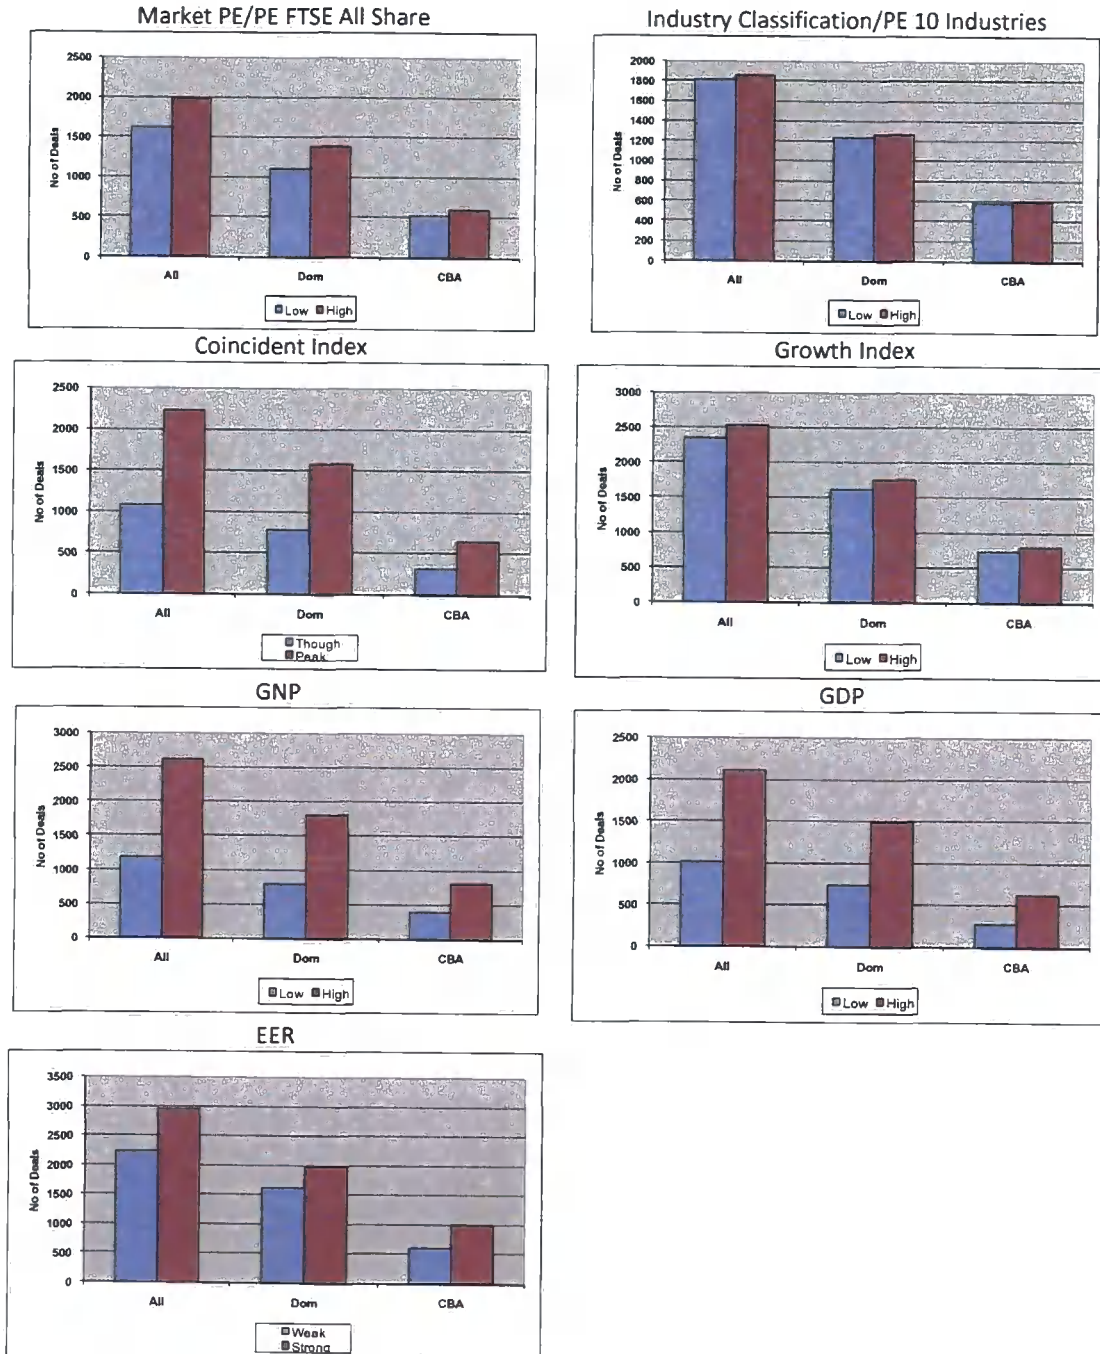 Market PE/PE FTSE All Share
2500
2000
1500
1000
500
0
No of Deals
All Dom CBA
Low High
Industry Classification/PE 10 Industries
2000
1800
1600
1400
1200
1000
800
600
400
200
0
No of Deals
All Dom CBA
Low High
Coincident Index
2500
2000
1500
1000
500
0
No of Deals
All Dom CBA
Though
Peak
Growth Index
3000
2500
2000
1500
1000
500
0
No of Deals
All Dom CBA
Low High
GNP
3000
2500
2000
1500
1000
500
0
No of Deals
All Dom CBA
Low High
GDP
2500
2000
1500
1000
500
0
No of Deals
All Dom CBA
Low High
EER
3500
3000
2500
2000
1500
1000
500
0
No of Deals
All Dom CBA
Weak
Strong